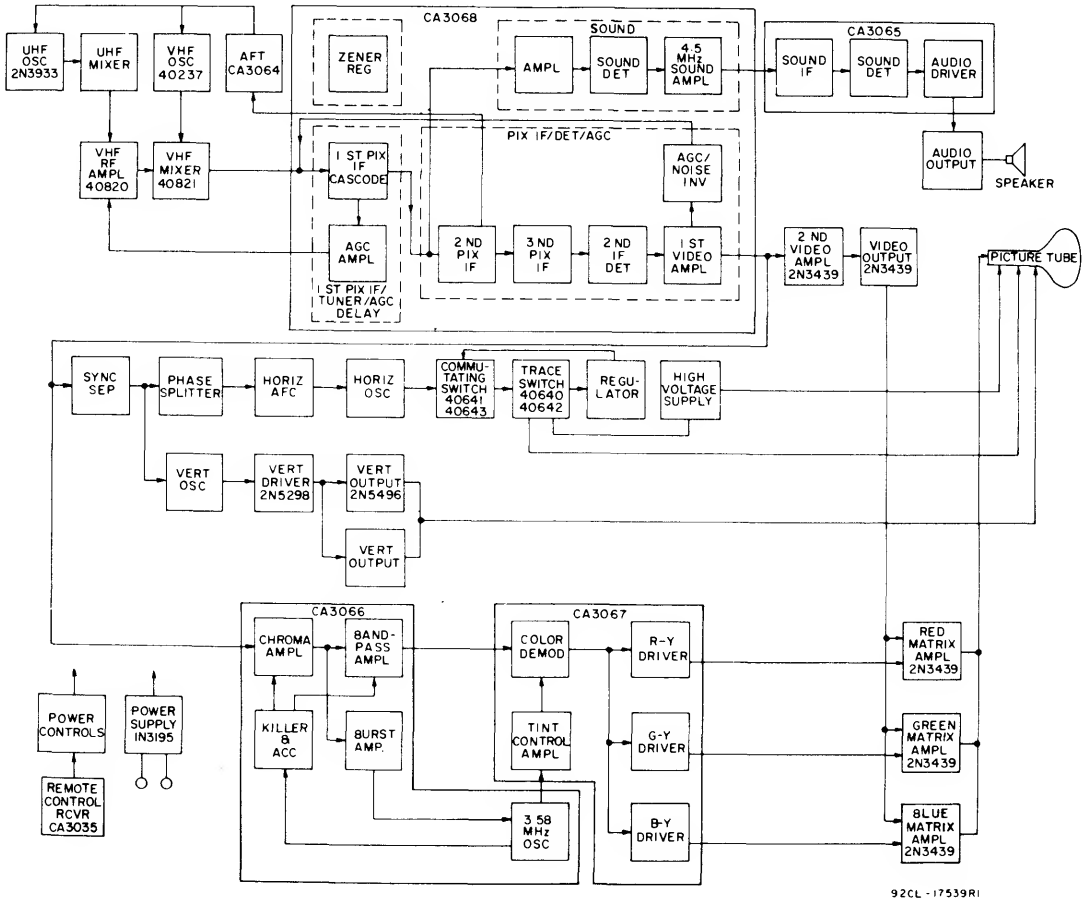 CA3068
UHF
OSC
2N3933
UHF
MIXER
VHF
OSC
40237
AFT
CA3064
ZENER
REG
SOUND
AMPL
SOUND
DET
4.5
MHz
SOUND
AMPL
CA3065
SOUND
IF
SOUND
DET
AUDIO
DRIVER
AUDIO
OUTPUT
SPEAKER
VHF
RF
AMPL
40820
VHF
MIXER
40821
1 ST PIX
IF
CASCODE
AGC
AMPL
ST PIX IF/
TUNER/AGC
DELAY
PIX IF/DET/AGC
AGC/
NOISE
INV
2 ND
PIX
IF
3 ND
PIX IF
2 ND
IF
DET
1 ST
VIDEO
AMPL
2 ND
VIDEO
AMPL
2N3439
VIDEO
OUTPUT
2N3439
PICTURE TUBE
SYNC
SEP
PHASE
SPLITTER
HORIZ
AFC
HORIZ
OSC
COMMU-
TATING
SWITCH
40641
40643
TRACE
SWITCH
40640
40642
REGU-
LATOR
HIGH
VOLTAGE
SUPPLY
VERT
OSC
VERT
DRIVER
2N5298
VERT
OUTPUT
2N5496
VERT
OUTPUT
CA3066
CHROMA
AMPL
8AND-
PASS
AMPL
KILLER
8
ACC
8URST
AMP.
CA3067
COLOR
DEMOD
TINT
CONTROL
AMPL
3 58
MHz
OSC
R-Y
DRIVER
G-Y
DRIVER
B-Y
DRIVER
RED
MATRIX
AMPL
2N3439
GREEN
MATRIX
AMPL
2N3439
8LUE
MATRIX
AMPL
2N3439
POWER
CONTROLS
POWER
SUPPLY
IN3195
REMOTE
CONTROL
RCVR
CA3035
92CL-17539R1